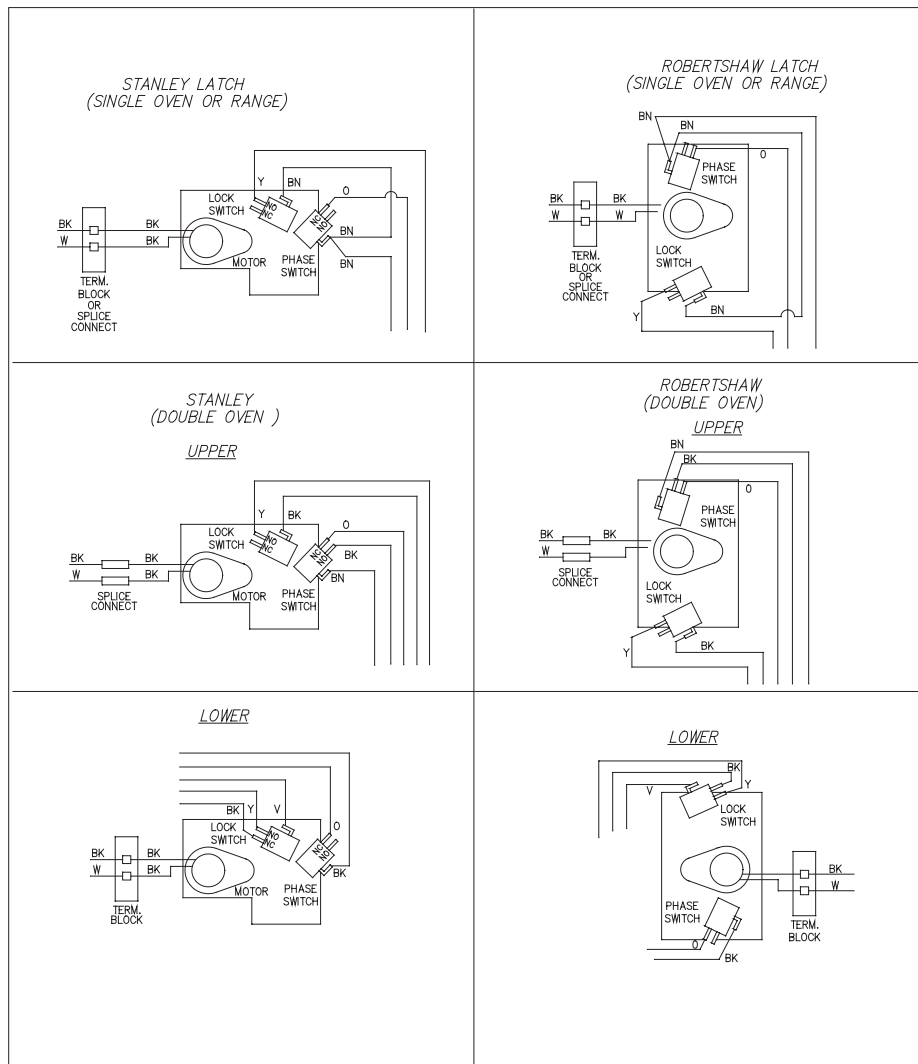 STANLEY LATCH
(SINGLE OVEN OR RANGE)
Y
BN
O
LOCK
SWITCH
NO
NC
NC
NO
BK
BK
W
BK
BN
BN
MOTOR
PHASE
SWITCH
TERM.
BLOCK
OR
SPLICE
CONNECT
ROBERTSHAW LATCH
(SINGLE OVEN OR RANGE)
BN
BN
O
PHASE
SWITCH
BK
BK
W
W
LOCK
SWITCH
TERM.
BLOCK
OR
SPLICE
CONNECT
Y
BN
STANLEY
(DOUBLE OVEN )
UPPER
Y
BK
O
LOCK
SWITCH
NO
NC
NC
NO
BK
BK
BK
W
BK
BN
SPLICE
CONNECT
MOTOR
PHASE
SWITCH
ROBERTSHAW
(DOUBLE OVEN)
UPPER
BN
BK
O
PHASE
SWITCH
BK
BK
W
SPLICE
CONNECT
LOCK
SWITCH
Y
BK
LOWER
BK
Y
V
O
LOCK
SWITCH
NO
NC
NC
NO
BK
BK
BK
W
BK
MOTOR
PHASE
SWITCH
TERM.
BLOCK
LOWER
BK
Y
V
LOCK
SWITCH
BK
W
PHASE
SWITCH
TERM.
BLOCK
O
BK